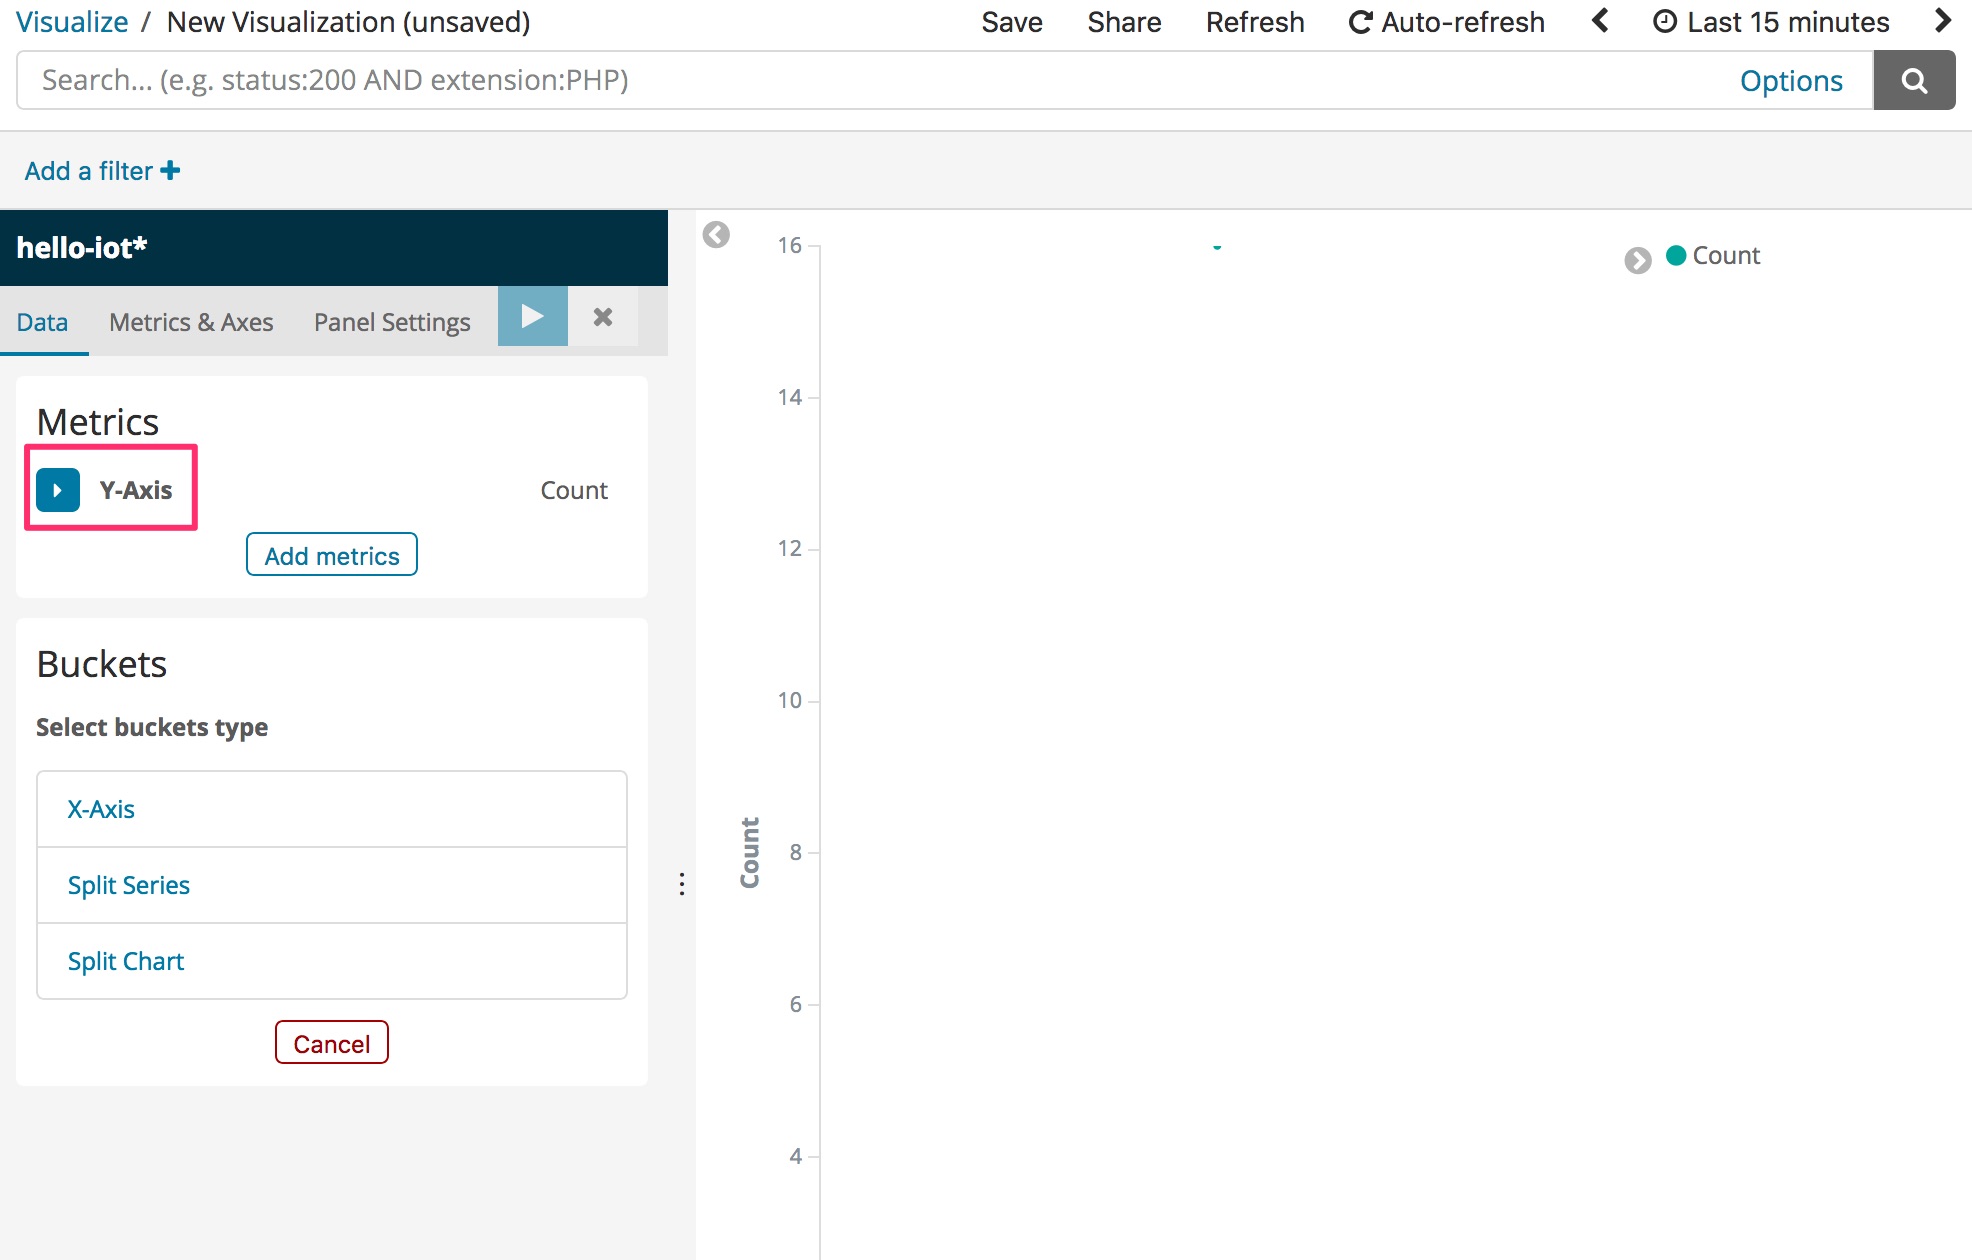 Visualize / New Visualization (unsaved)
Save Share Refresh Auto-refresh Last 15 minutes
Search... (e.g. status:200 AND extension:PHP)
Options
Add a filter
hello-iot*
Data Metrics & Axes Panel Settings
Metrics
Y-Axis Count
Add metrics
Buckets
Select buckets type
X-Axis
Split Series
Split Chart
Cancel
16
14
12
10
8
6
4
Count
Count